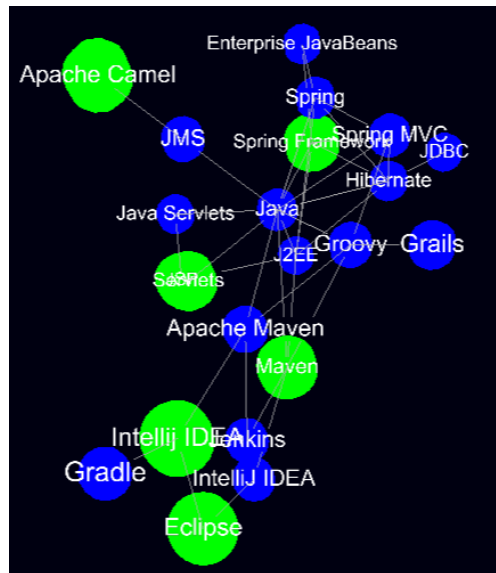 Enterprise JavaBeans
Apache Camel
Spring
Spring Framework
Spring MVC
JMS
JDBC
Hibernate
Java Servlets
Java
J2EE
Groovy
Grails
Servlets
JSP
Apache Maven
Maven
Intellij IDEA
Jenkins
Gradle
IntelliJ IDEA
Eclipse